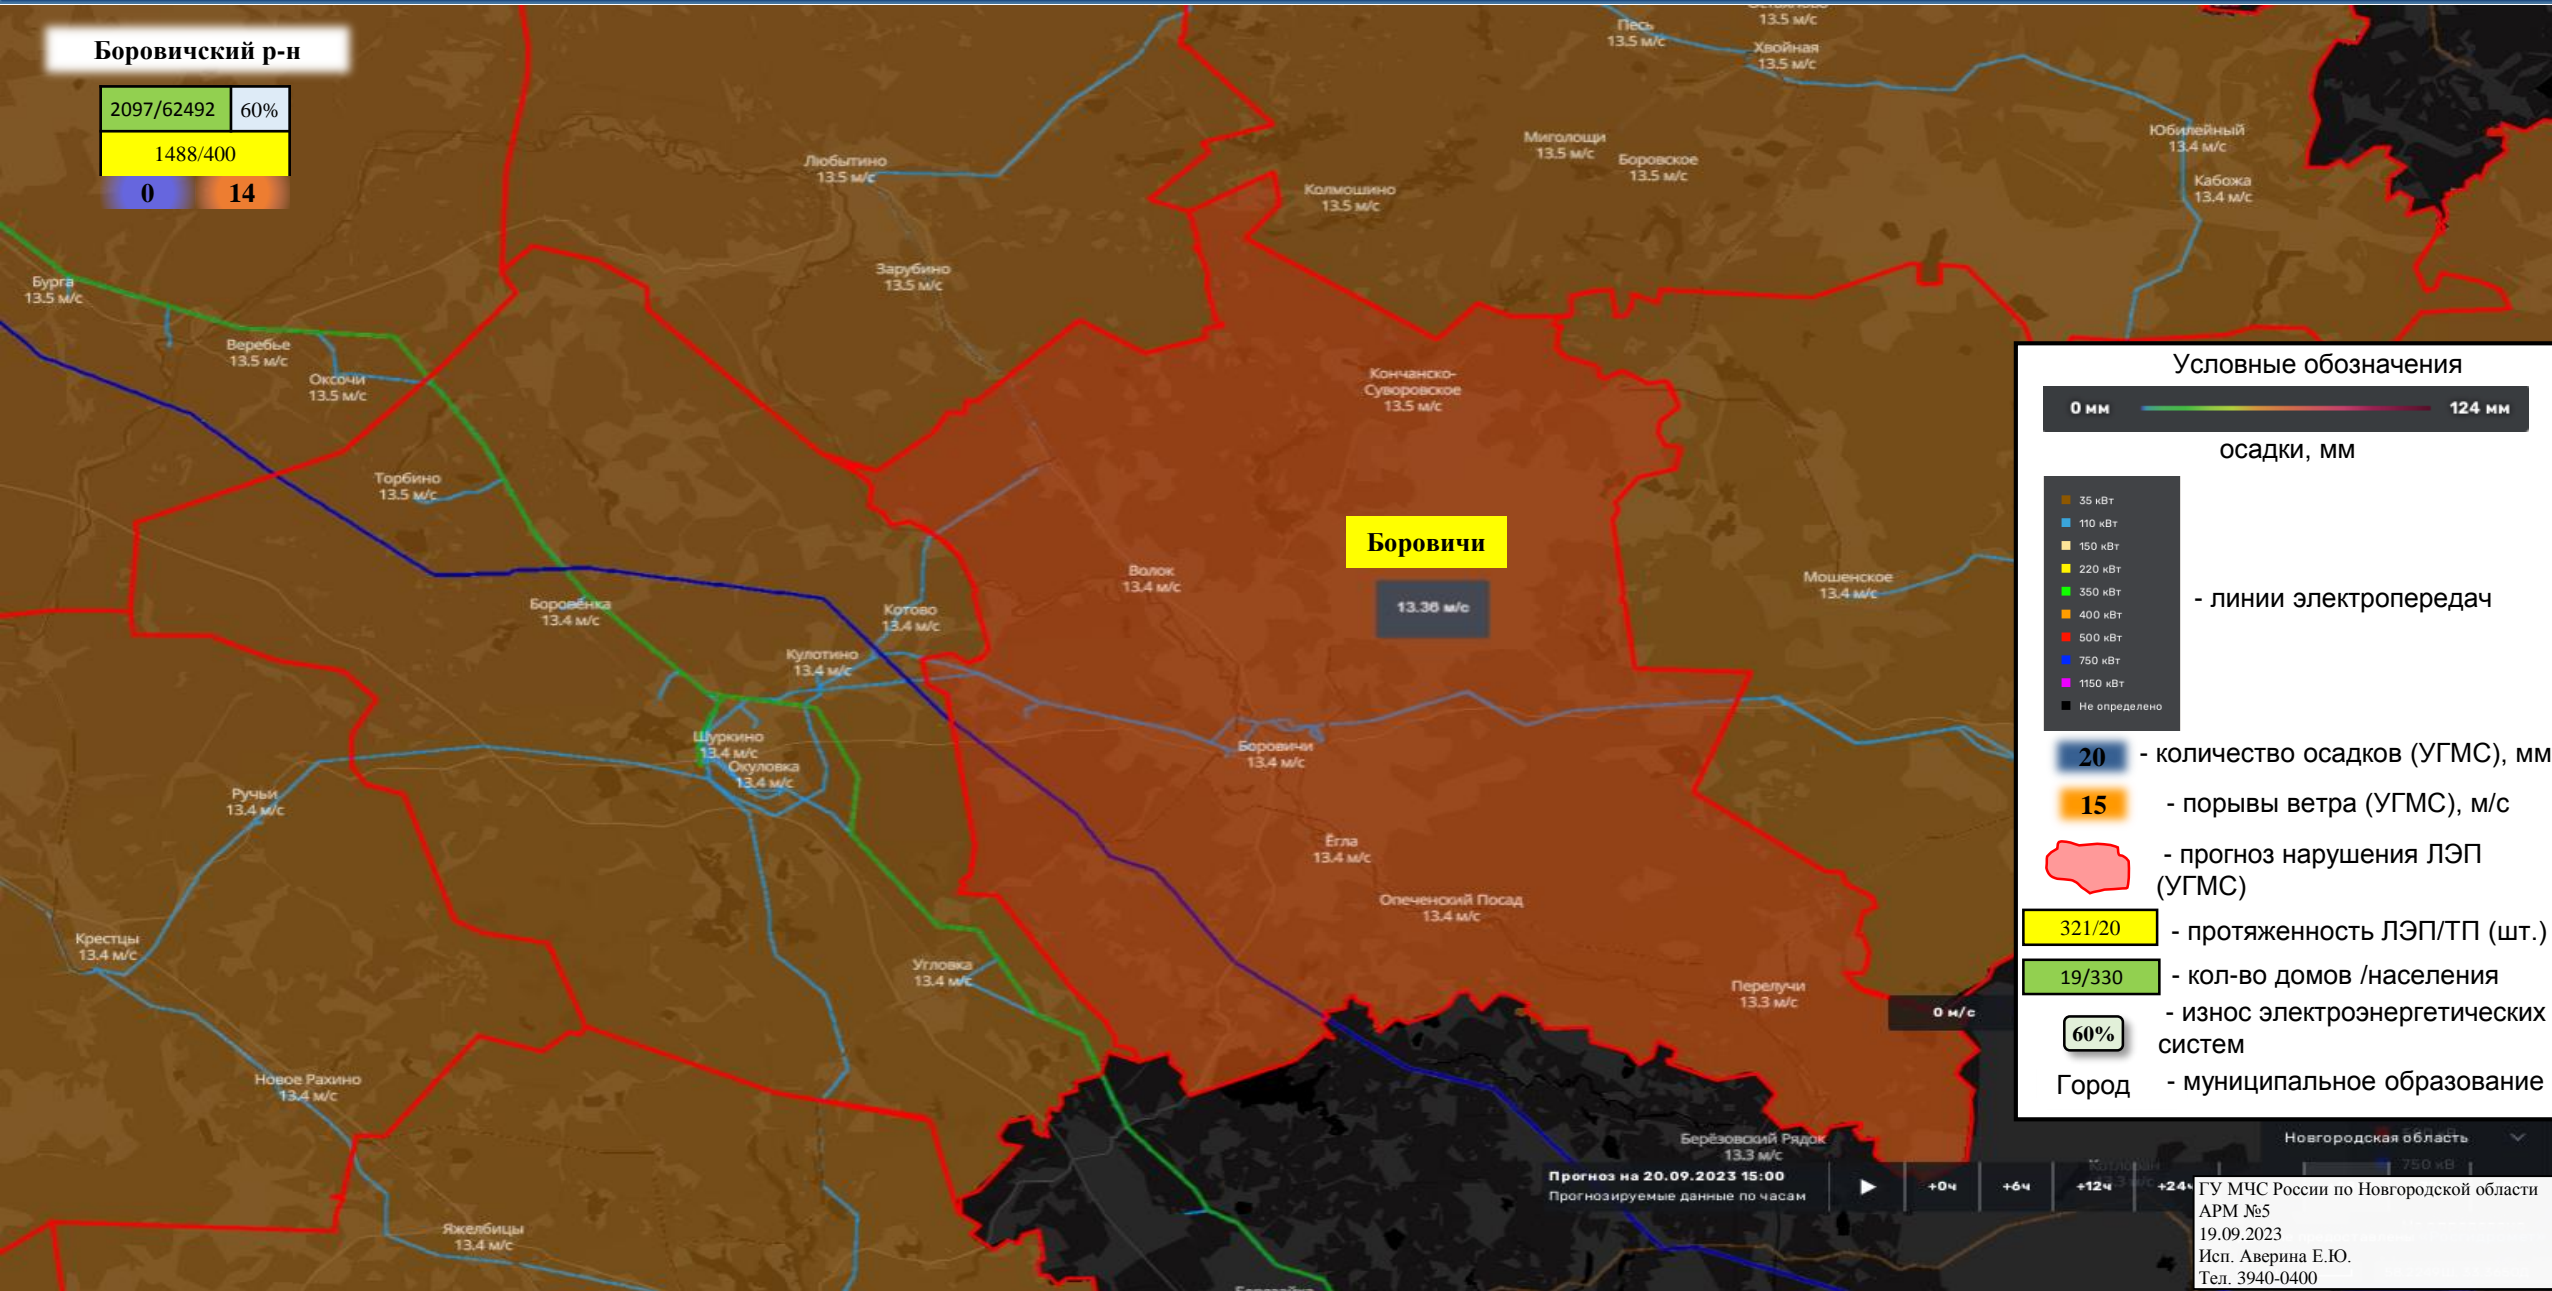 Боровичский р-н
2097/62492 60%
1488/400
0 14
13.5 м/с
Песь
13.5 м/с
Хвойная
13.5 м/с
Миголощи
13.5 м/с
Боровское
13.5 м/с
Юбилейный
13.4 м/с
Кабожа
13.4 м/с
Любытино
13.5 м/с
Колмошино
13.5 м/с
Зарубино
13.5 м/с
Бурга
13.5 м/с
Веребье
13.5 м/с
Оксочи
13.5 м/с
Кончанско-
Суворовское
13.5 м/с
Торбино
13.5 м/с
Боровичи
13.36 м/с
Волок
13.4 м/с
Мошенское
13.4 м/с
Боровёнка
13.4 м/с
Котово
13.4 м/с
Кулотино
13.4 м/с
Шуркино
13.4 м/с
Окуловка
13.4 м/с
Боровичи
13.4 м/с
Ручьи
13.4 м/с
Ёгла
13.4 м/с
Опеченский Посад
13.4 м/с
Крестцы
13.4 м/с
Угловка
13.4 м/с
Перелучи
13.3 м/с
0 м/с
Новое Рахино
13.4 м/с
Берёзовский Рядок
13.3 м/с
Яжелбицы
13.4 м/с
Условные обозначения
0 мм 124 мм
осадки, мм
35 кВт
110 кВт
150 кВт
220 кВт
350 кВт
400 кВт
500 кВт
750 кВт
1150 кВт
Не определено
- линии электропередач
20 - количество осадков (УГМС), мм
15 - порывы ветра (УГМС), м/с
- прогноз нарушения ЛЭП
(УГМС)
321/20 - протяженность ЛЭП/ТП (шт.)
19/330 - кол-во домов /населения
60% - износ электроэнергетических
систем
Город - муниципальное образование
Новгородская область
750 кВ
Прогноз на 20.09.2023 15:00
Прогнозируемые данные по часам
+0ч +6ч +12ч +24ч
ГУ МЧС России по Новгородской области
АРМ №5
19.09.2023
Исп. Аверина Е.Ю.
Тел. 3940-0400